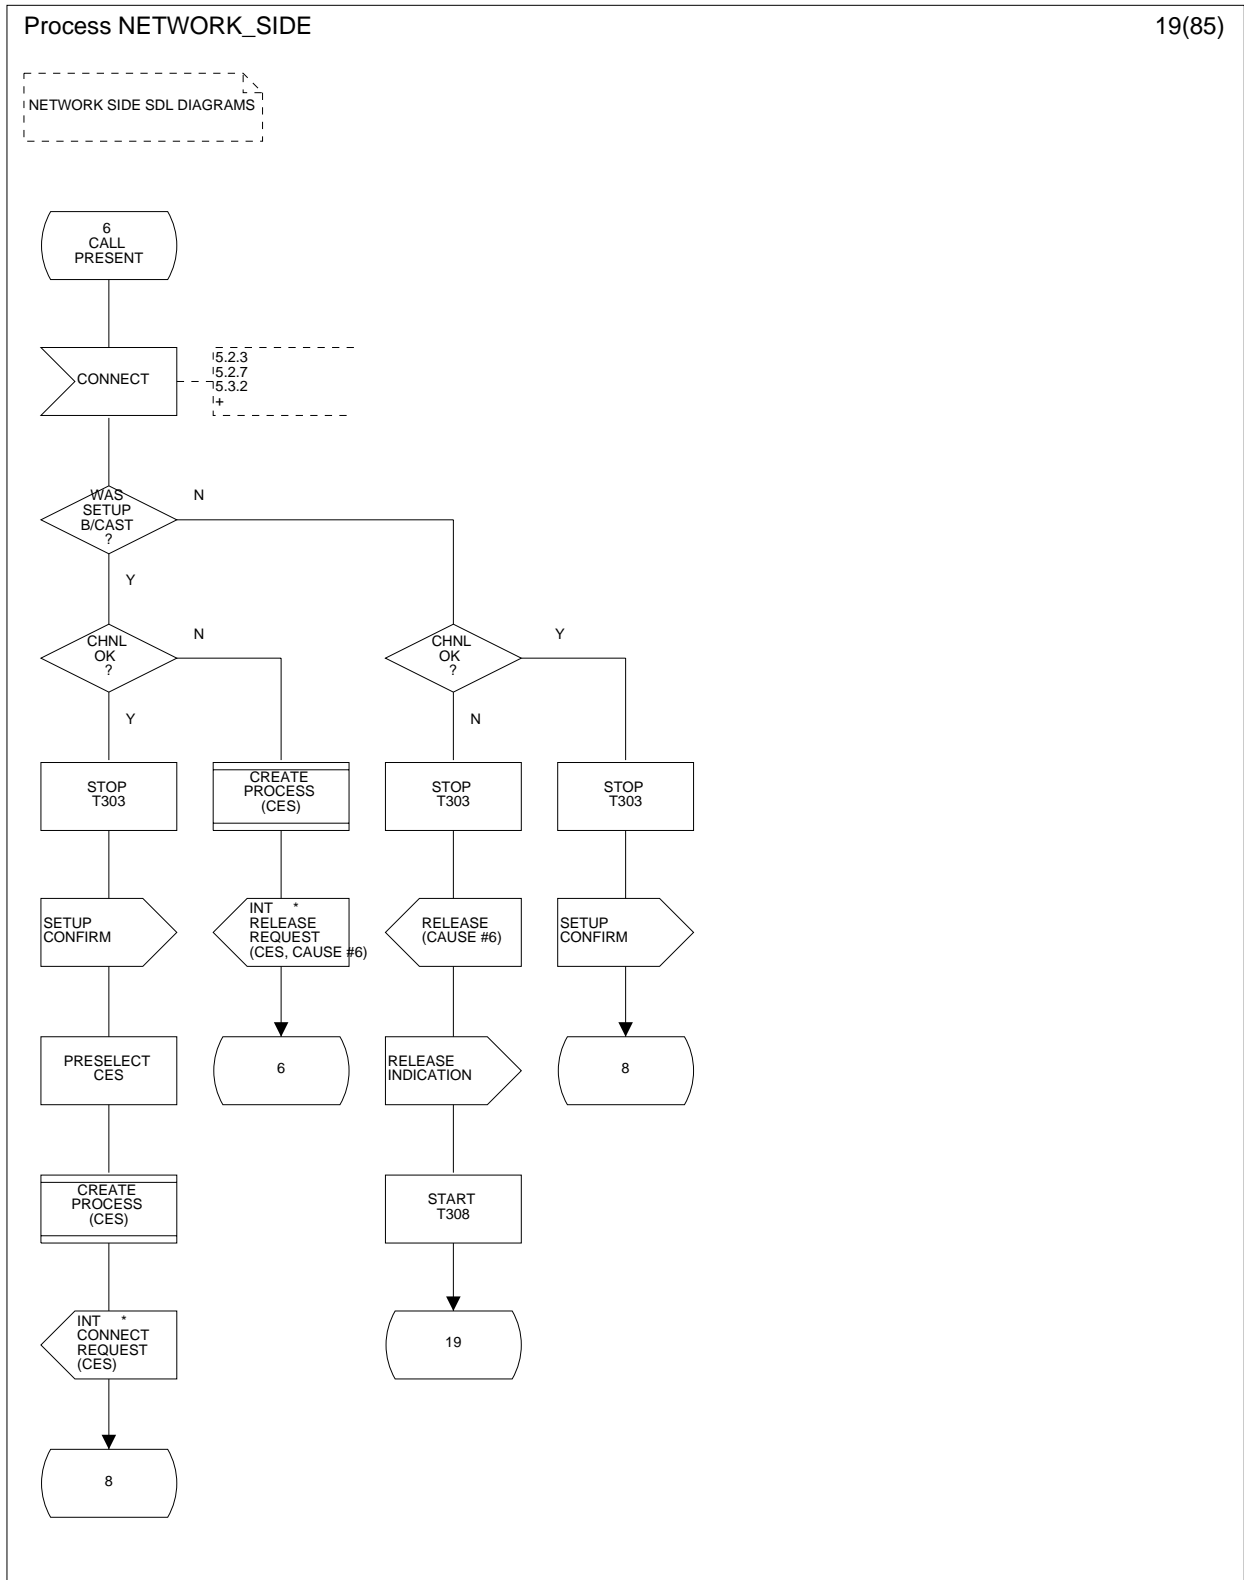 Process NETWORK_SIDE
19(85)
NETWORK SIDE SDL DIAGRAMS
6
CALL
PRESENT
CONNECT
5.2.3
5.2.7
5.3.2
+
WAS
SETUP
B/CAST
?
N
Y
CHNL
OK
?
N
Y
CHNL
OK
?
Y
N
STOP
T303
CREATE
PROCESS
(CES)
STOP
T303
STOP
T303
SETUP
CONFIRM
INT *
RELEASE
REQUEST
(CES, CAUSE #6)
RELEASE
(CAUSE #6)
SETUP
CONFIRM
PRESELECT
CES
6
RELEASE
INDICATION
8
CREATE
PROCESS
(CES)
START
T308
INT *
CONNECT
REQUEST
(CES)
19
8